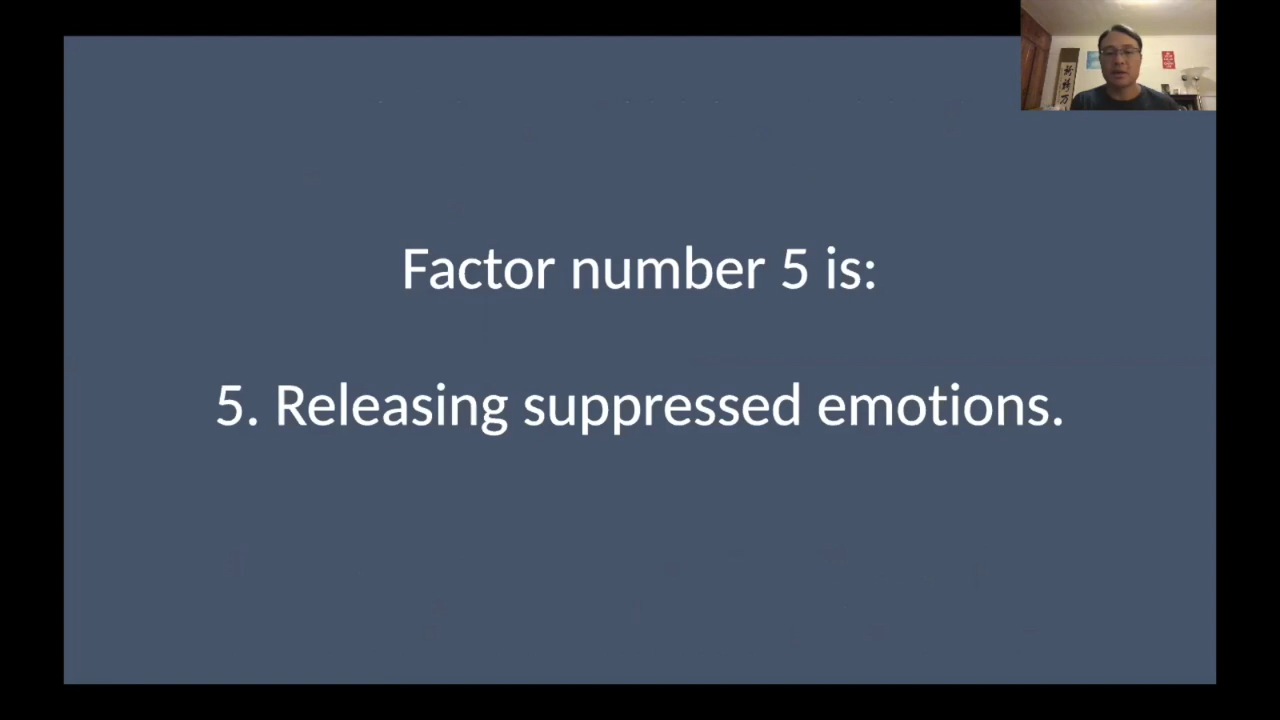 Factor number 5 is:
5. Releasing suppressed emotions.